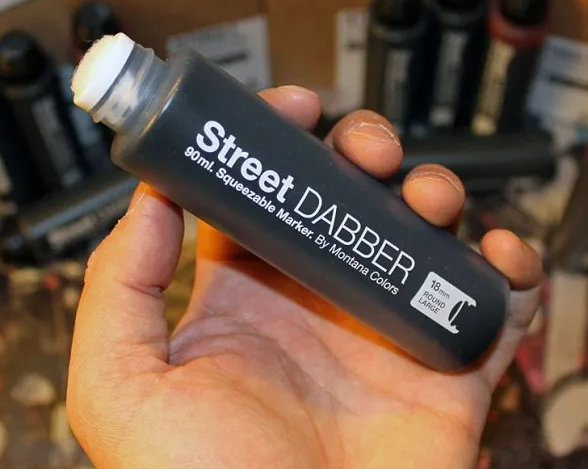 Street DABBER
90ml. Squeezable Marker. By Montana Colors
18mm
ROUND
LARGE